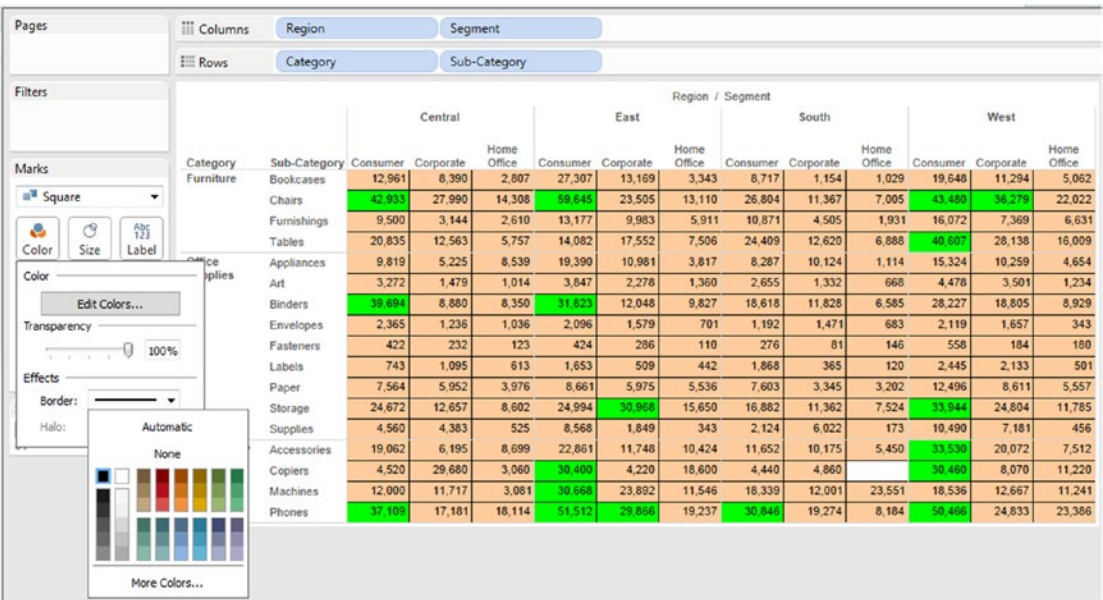 Pages
Columns Region Segment
Rows Category Sub-Category
Filters
Marks
Square
Color Size Abc 123 Label
Color
Edit Colors...
Transparency
100%
Effects
Border:
Halo:
Automatic
None
More Colors...
Region / Segment
Central East South West
Category Sub-Category Consumer Corporate Home Office Consumer Corporate Home Office Consumer Corporate Home Office Consumer Corporate Home Office
Furniture Bookcases 12,961 8,390 2,807 27,307 13,169 3,343 8,717 1,154 1,029 19,648 11,294 5,062
Chairs 42,933 27,990 14,308 59,645 23,505 13,110 26,804 11,367 7,005 43,480 36,279 22,022
Furnishings 9,500 3,144 2,610 13,177 9,983 5,911 10,871 4,505 1,931 16,072 7,369 6,631
Tables 20,835 12,563 5,757 14,082 17,552 7,506 24,409 12,620 6,888 40,607 28,138 16,009
Appliances 9,819 5,225 8,539 19,390 10,981 3,817 8,287 10,124 1,114 15,324 10,259 4,654
Art 3,272 1,479 1,014 3,847 2,278 1,360 2,655 1,332 668 4,478 3,501 1,234
Binders 39,694 8,880 8,350 31,623 12,048 9,827 18,618 11,828 6,585 28,227 18,805 8,929
Envelopes 2,365 1,236 1,036 2,096 1,579 701 1,192 1,471 683 2,119 1,657 343
Fasteners 422 232 123 424 286 110 276 81 146 558 184 180
Labels 743 1,095 613 1,653 509 442 1,868 365 120 2,445 2,133 501
Paper 7,564 5,952 3,976 8,661 5,975 5,536 7,603 3,345 3,202 12,496 8,611 5,557
Storage 24,672 12,657 8,602 24,994 30,968 15,650 16,882 11,362 7,524 33,944 24,804 11,785
Supplies 4,560 4,383 525 8,568 1,849 343 2,124 6,022 173 10,490 7,181 456
Accessories 19,062 6,195 8,699 22,861 11,748 10,424 11,652 10,175 5,450 33,530 20,072 7,512
Copiers 4,520 29,680 3,060 30,400 4,220 18,600 4,440 4,860 30,460 8,070 11,220
Machines 12,000 11,717 3,081 30,668 23,892 11,546 18,339 12,001 23,551 18,536 12,667 11,241
Phones 37,109 17,181 18,114 51,512 29,866 19,237 30,846 19,274 8,184 50,466 24,833 23,386